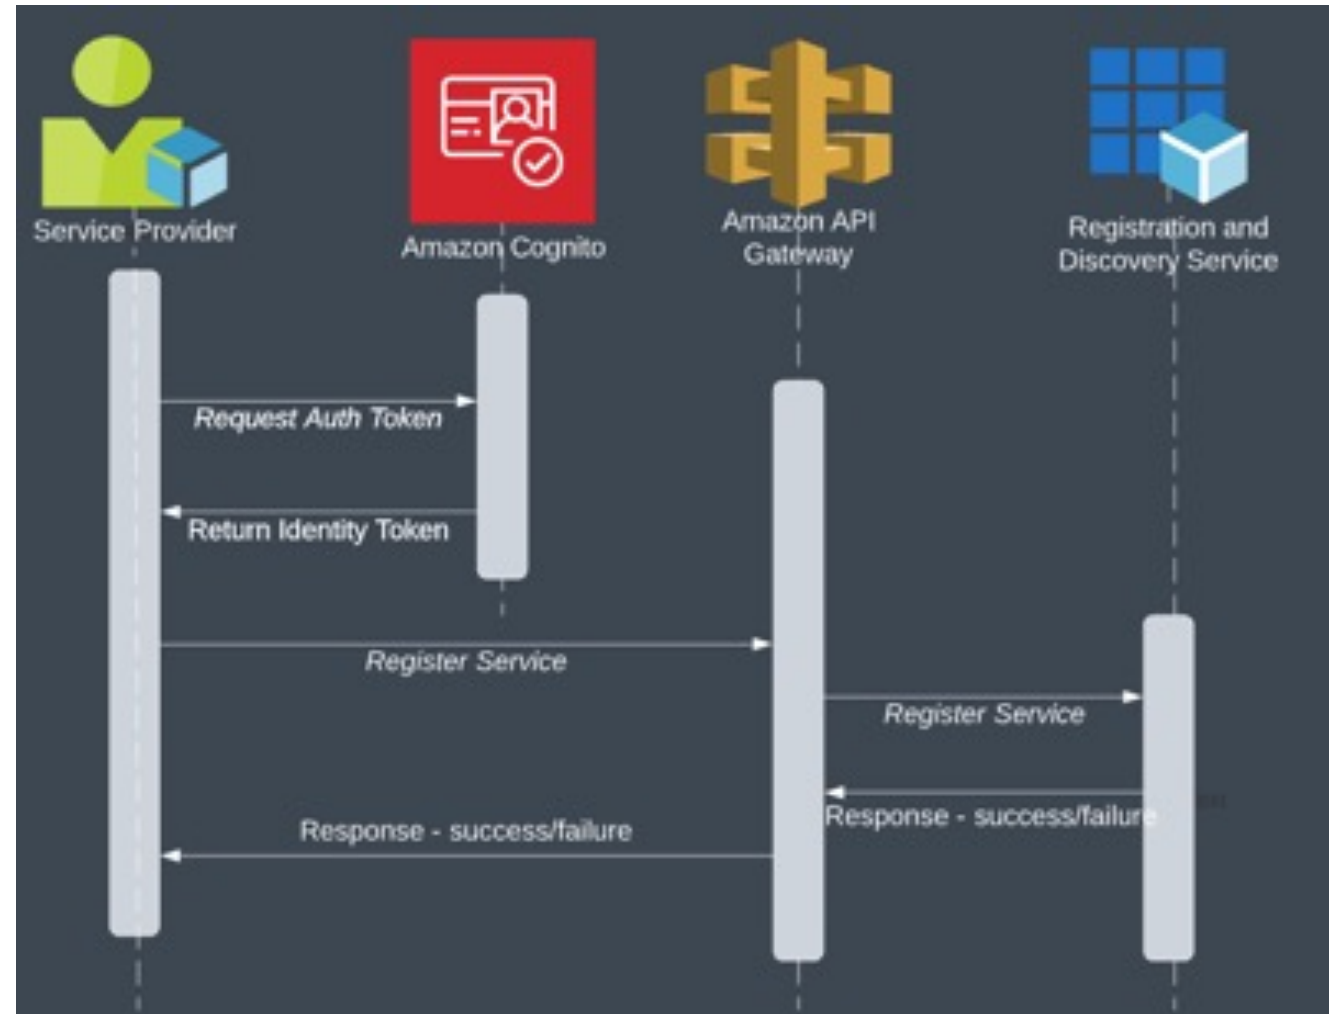 Service Provider
Amazon Cognito
Amazon API
Gateway
Registration and
Discovery Service
Request Auth Token
Return Identity Token
Register Service
Register Service
Response - success/failure
Response - success/failure